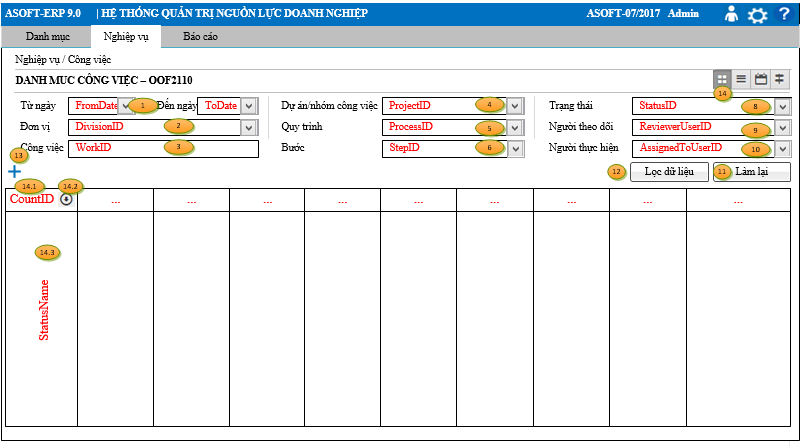 ASOFT-ERP 9.0 | HỆ THỐNG QUẢN TRỊ NGUỒN LỰC DOANH NGHIỆP ASOFT-07/2017 Admin ?
Danh mục Nghiệp vụ Báo cáo
Nghiệp vụ / Công việc
DANH MUC CÔNG VIỆC – OOF2110
14
Từ ngày FromDate 1 Đến ngày ToDate Dự án/nhóm công việc ProjectID 4 Trạng thái StatusID 8
Đơn vị DivisionID 2 Quy trình ProcessID 5 Người theo dõi ReviewerUserID 9
Công việc WorkID 3 Bước StepID 6 Người thực hiện AssignedToUserID 10
13
+ 12 Lọc dữ liệu 11 Làm lại
14.1 14.2
CountID ... ... ... ... ... ... ... ... ...
14.3
StatusName